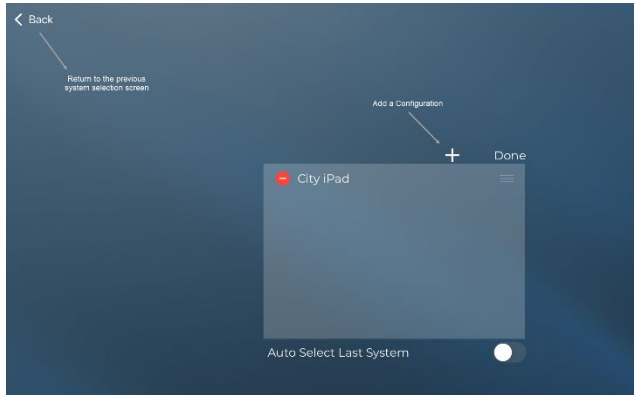 Back
Return to the previous
system selection screen
Add a Configuration
+ Done
City iPad
Auto Select Last System